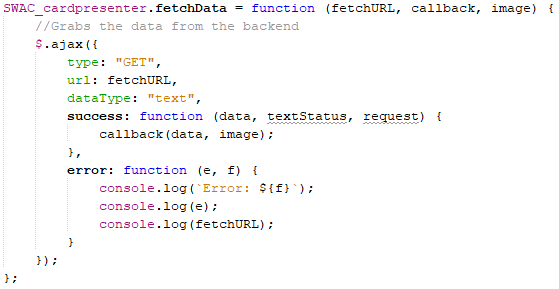 SWAC_cardpresenter.fetchData = function (fetchURL, callback, image) {
    //Grabs the data from the backend
    $.ajax({
        type: "GET",
        url: fetchURL,
        dataType: "text",
        success: function (data, textStatus, request) {
            callback(data, image);
        },
        error: function (e, f) {
            console.log(`Error: ${f}`);
            console.log(e);
            console.log(fetchURL);
        }
    });
};